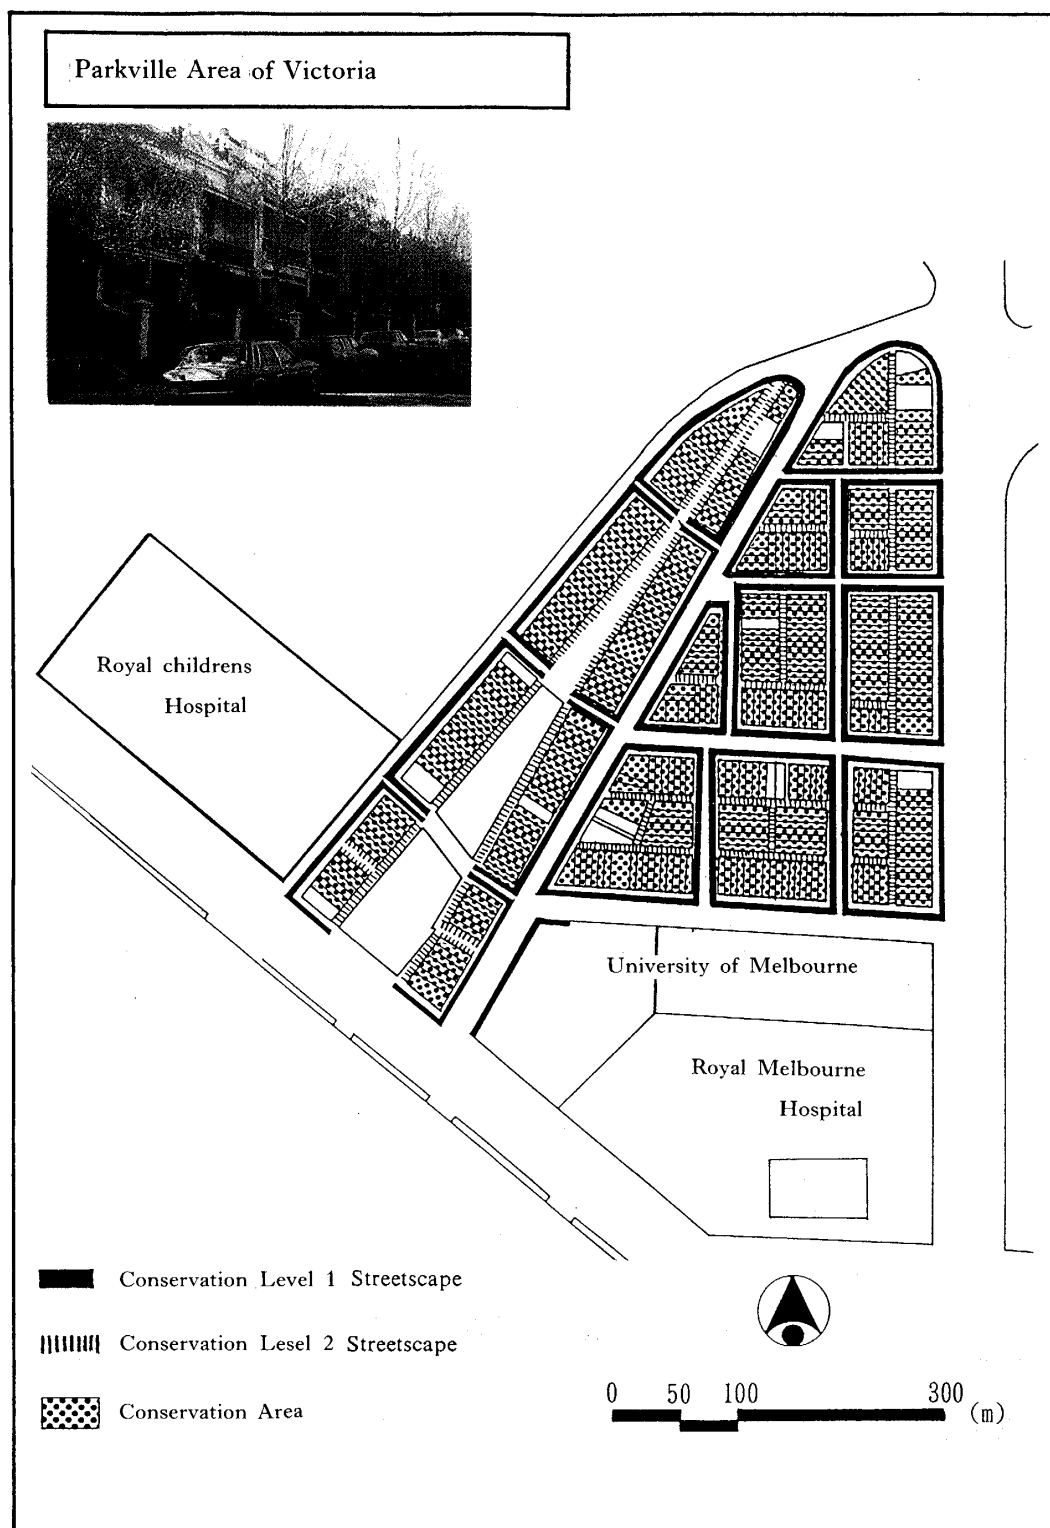 Parkville Area of Victoria
Royal childrens
Hospital
University of Melbourne
Royal Melbourne
Hospital
Conservation Level 1 Streetscape
Conservation Lesel 2 Streetscape
Conservation Area
0 50 100 300 (m)